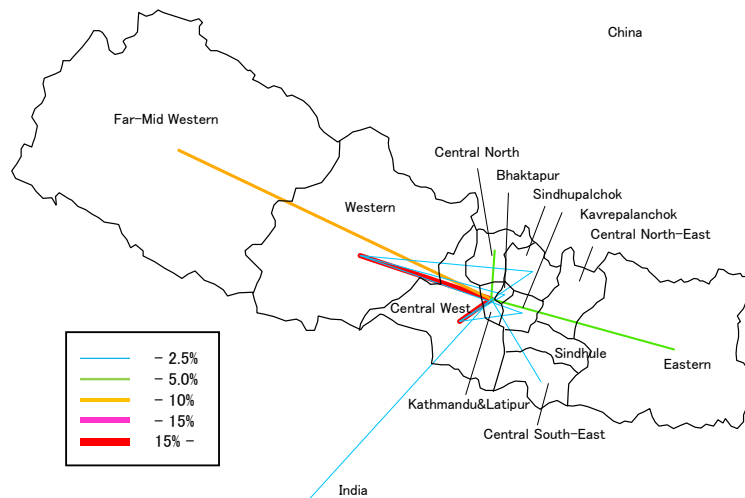 China
Far-Mid Western
Central North
Bhaktapur
Sindhupalchok
Western
Kavrepalanchok
Central North-East
Central West
- 2.5%
- 5.0%
- 10%
- 15%
15% -
Sindhule
Eastern
Kathmandu&Latipur
Central South-East
India